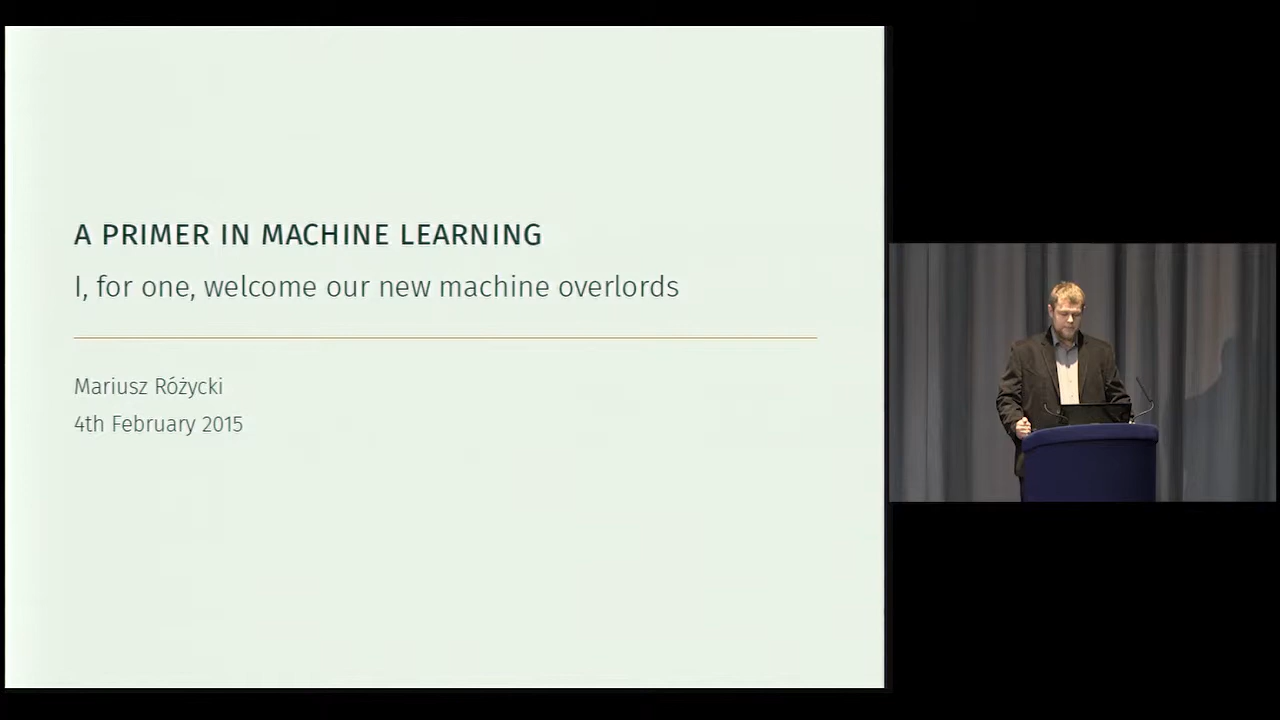 A PRIMER IN MACHINE LEARNING
I, for one, welcome our new machine overlords
Mariusz Różycki
4th February 2015